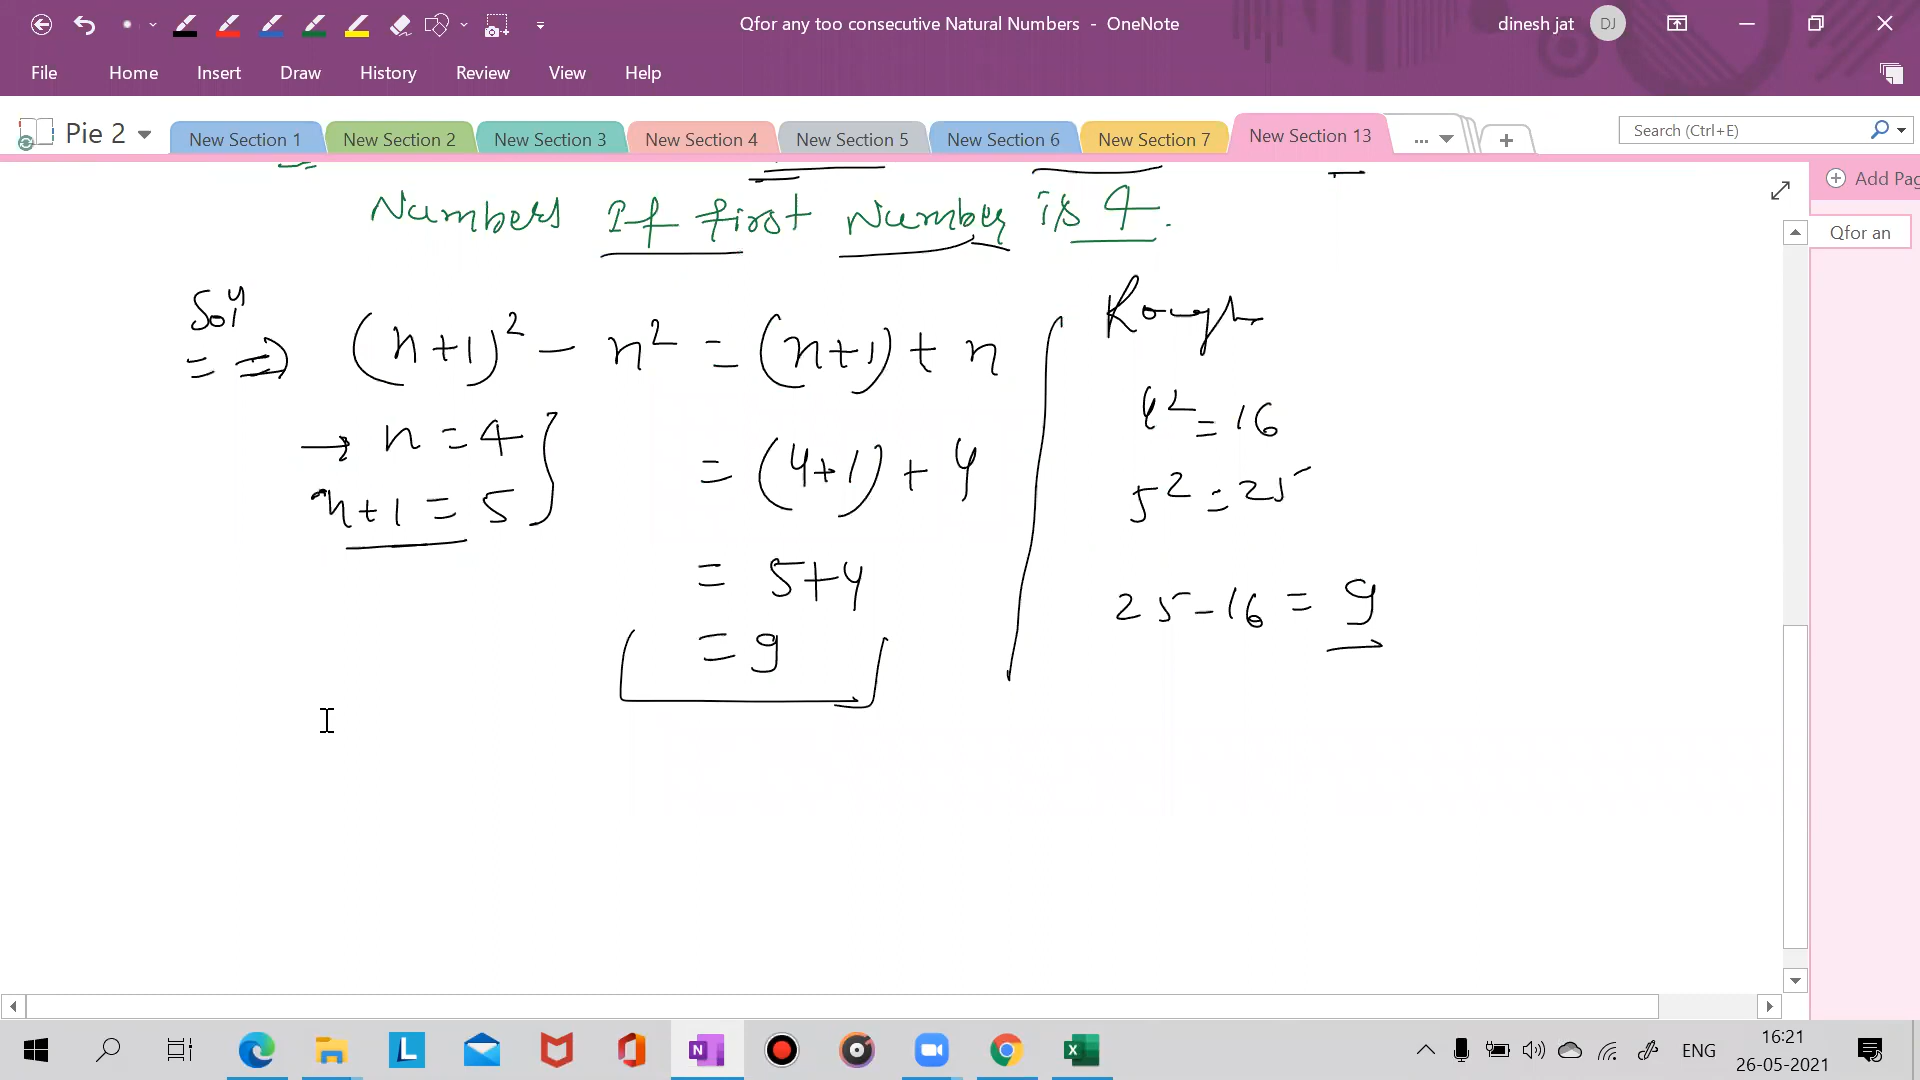 Qfor any too consecutive Natural Numbers - OneNote
dinesh jat DJ
File Home Insert Draw History Review View Help
Pie 2 New Section 1 New Section 2 New Section 3 New Section 4 New Section 5 New Section 6 New Section 7 New Section 13 ... +
Search (Ctrl+E)
Add Pag
Qfor an
Numbers If first Number is 4.
Solⁿ
⇒ (n+1)² - n² = (n+1) + n
→ n = 4
n+1 = 5
= (4+1) + 4
= 5+4
= 9
Rough
4² = 16
5² = 25
25-16 = 9
ENG
16:21
26-05-2021